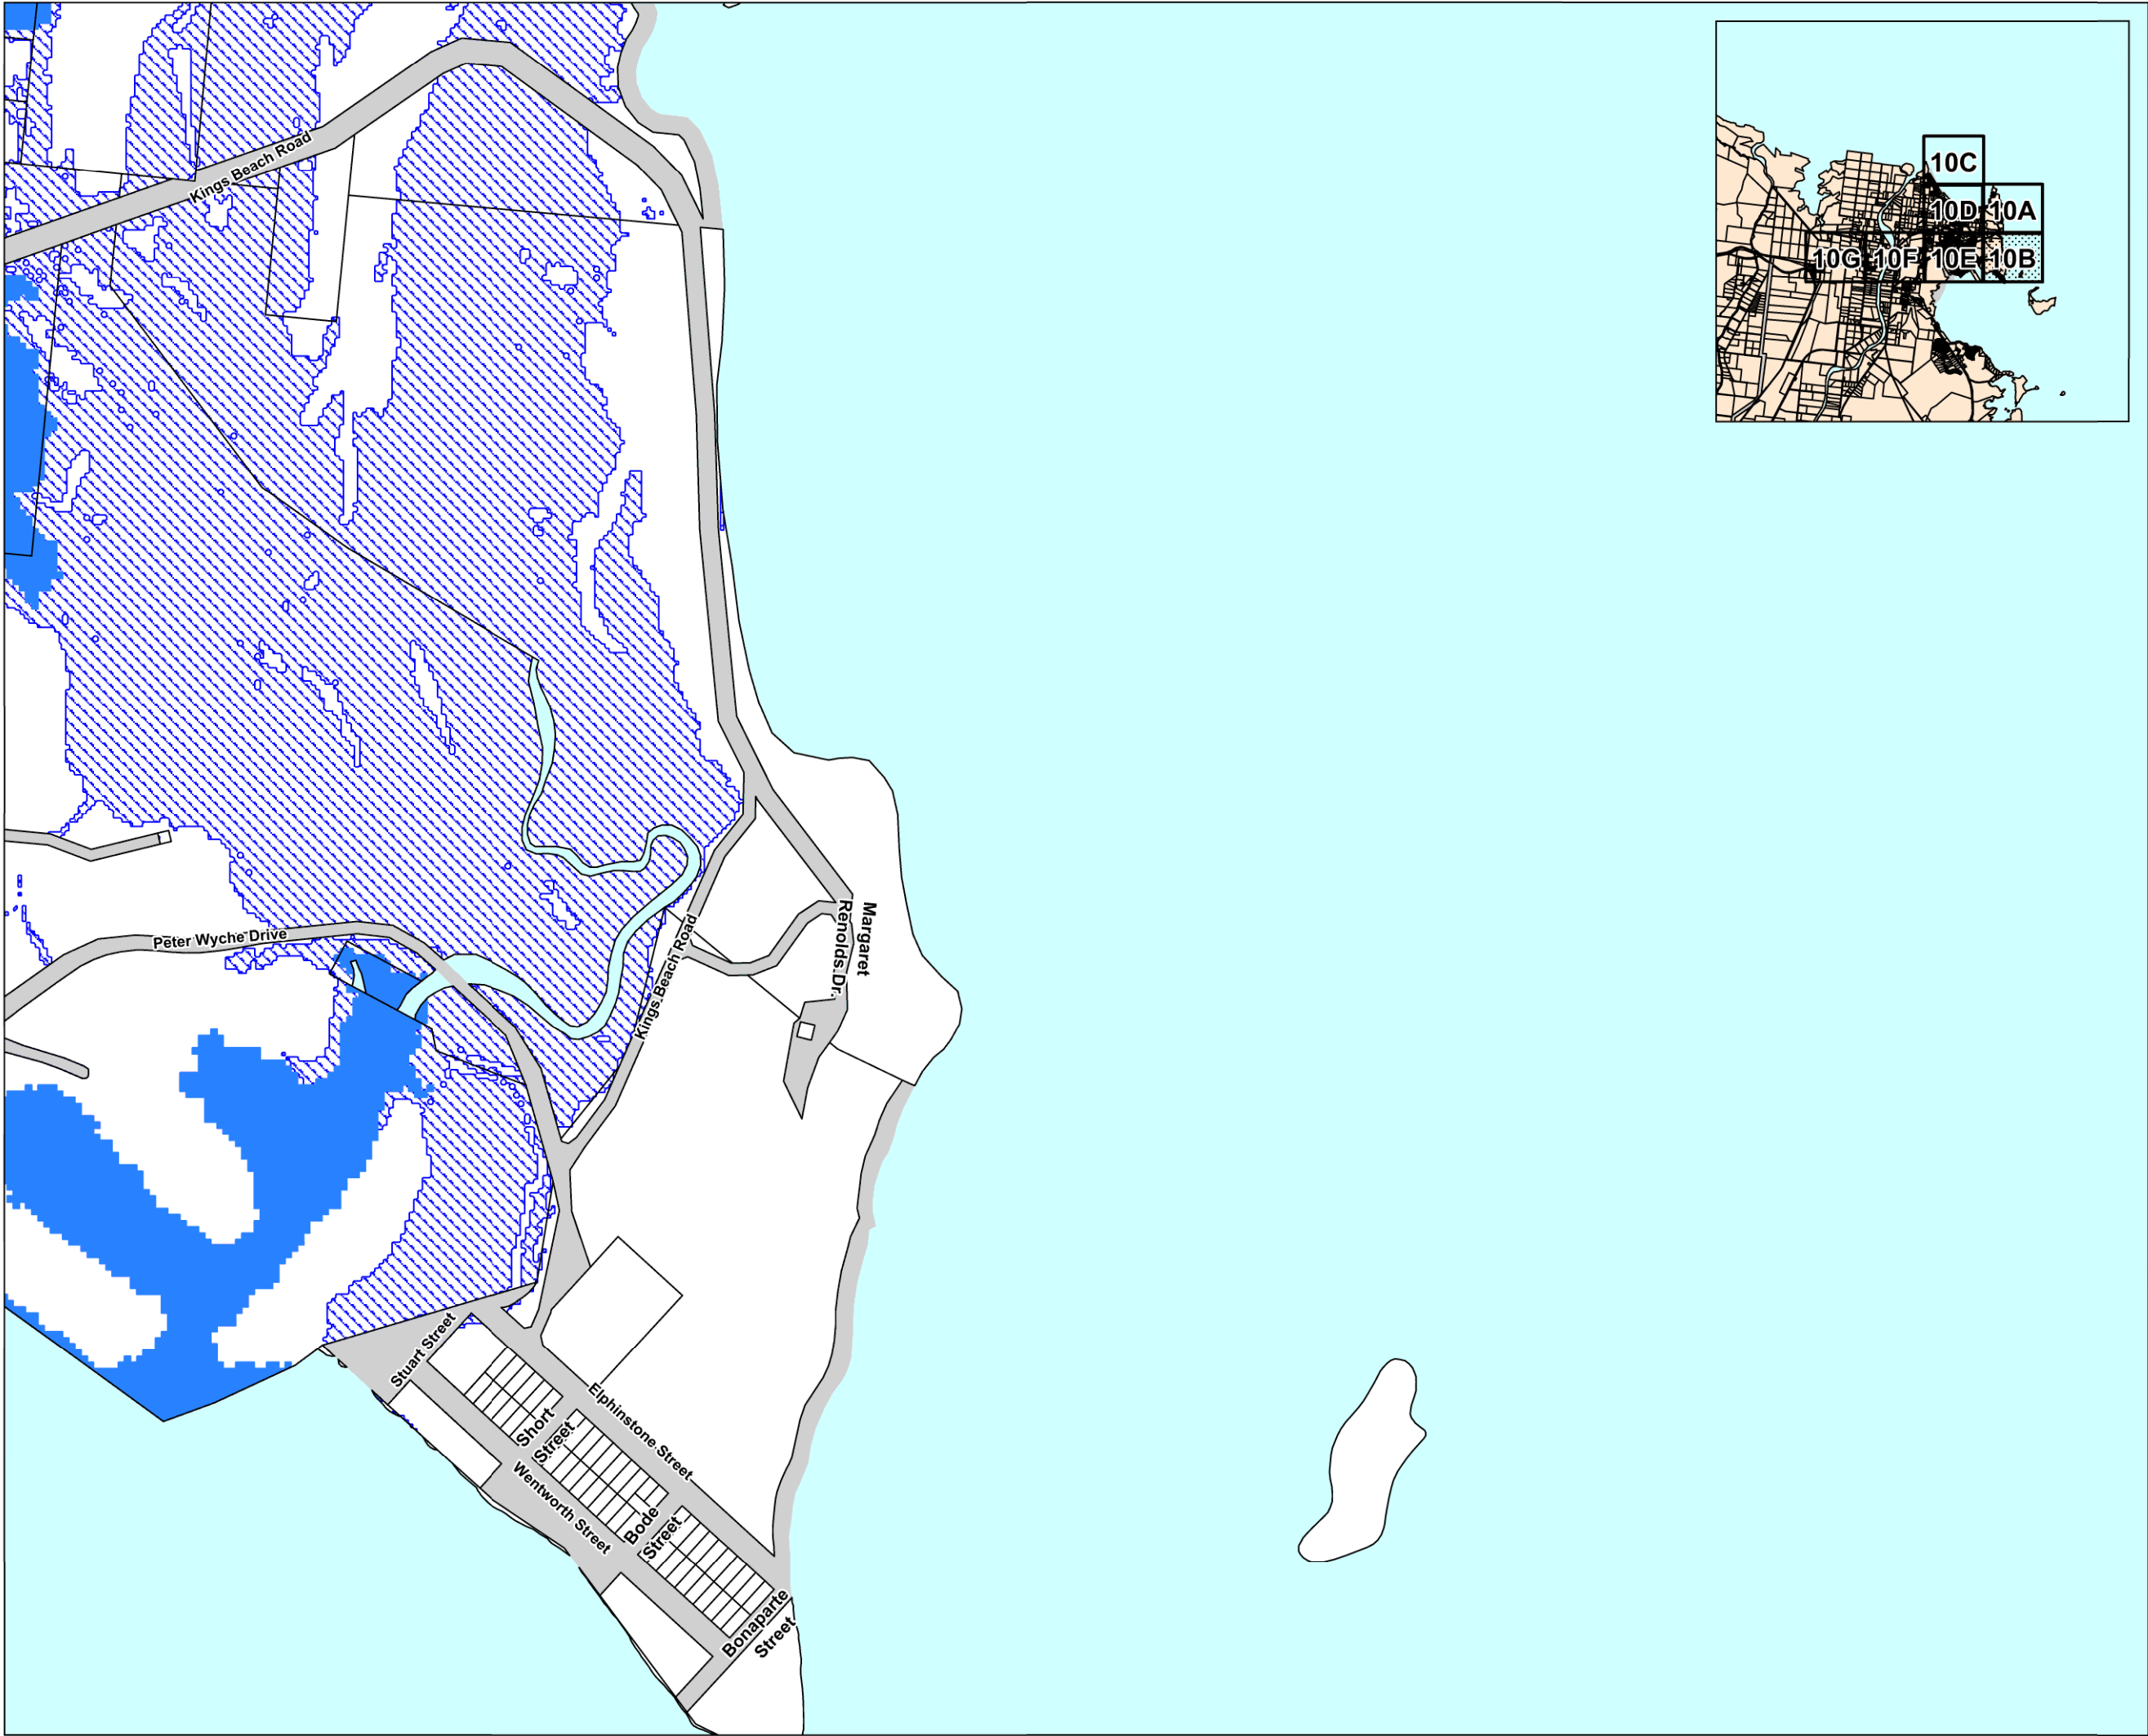 Kings Beach Road
10C
10D
10A
10G
10F
10E
10B
Peter Wyche Drive
Kings Beach Road
Margaret
Renolds Dr.
Stuart Street
Elphinstone Street
Short
Street
Wentworth Street
Bode
Street
Bonaparte
Street